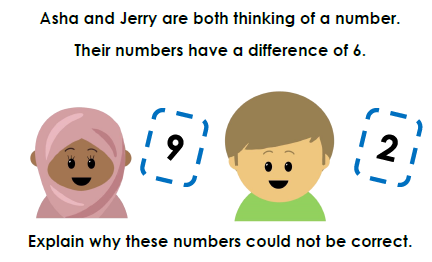 Asha and Jerry are both thinking of a number.
Their numbers have a difference of 6.
9 2
Explain why these numbers could not be correct.